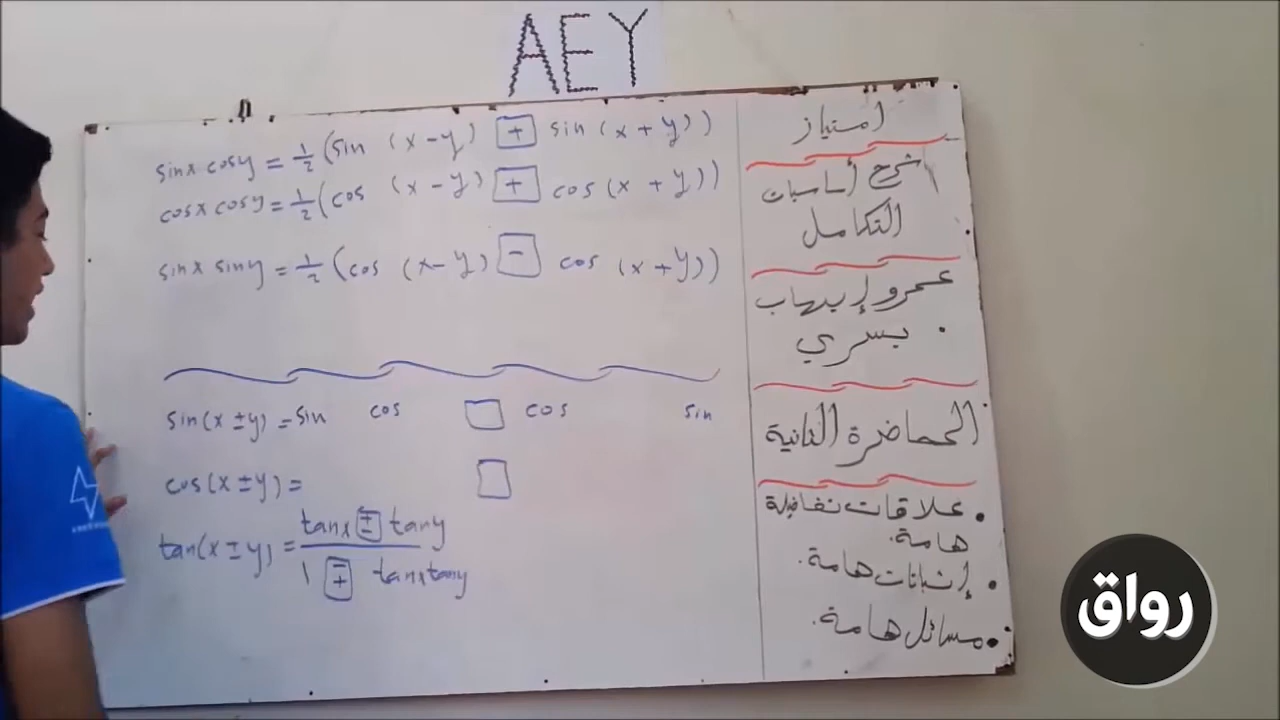 AEY
sinx cosy = 1/2 (sin (x - y) + sin (x + y))
cosx cosy = 1/2 (cos (x - y) + cos (x + y))
sinx siny = 1/2 (cos (x - y) - cos (x + y))
sin(x ± y) = sin cos cos sin
cos(x ± y) =
tan(x ± y) = tanx ± tany / 1 ∓ tanx tany
امتياز
شرح أساسيات
التكامل
عمرو إيهاب
يسري
المحاضرة الثانية
علاقات تفاضلية
هامة.
إثباتات هامة.
مسائل هامة.
رواق